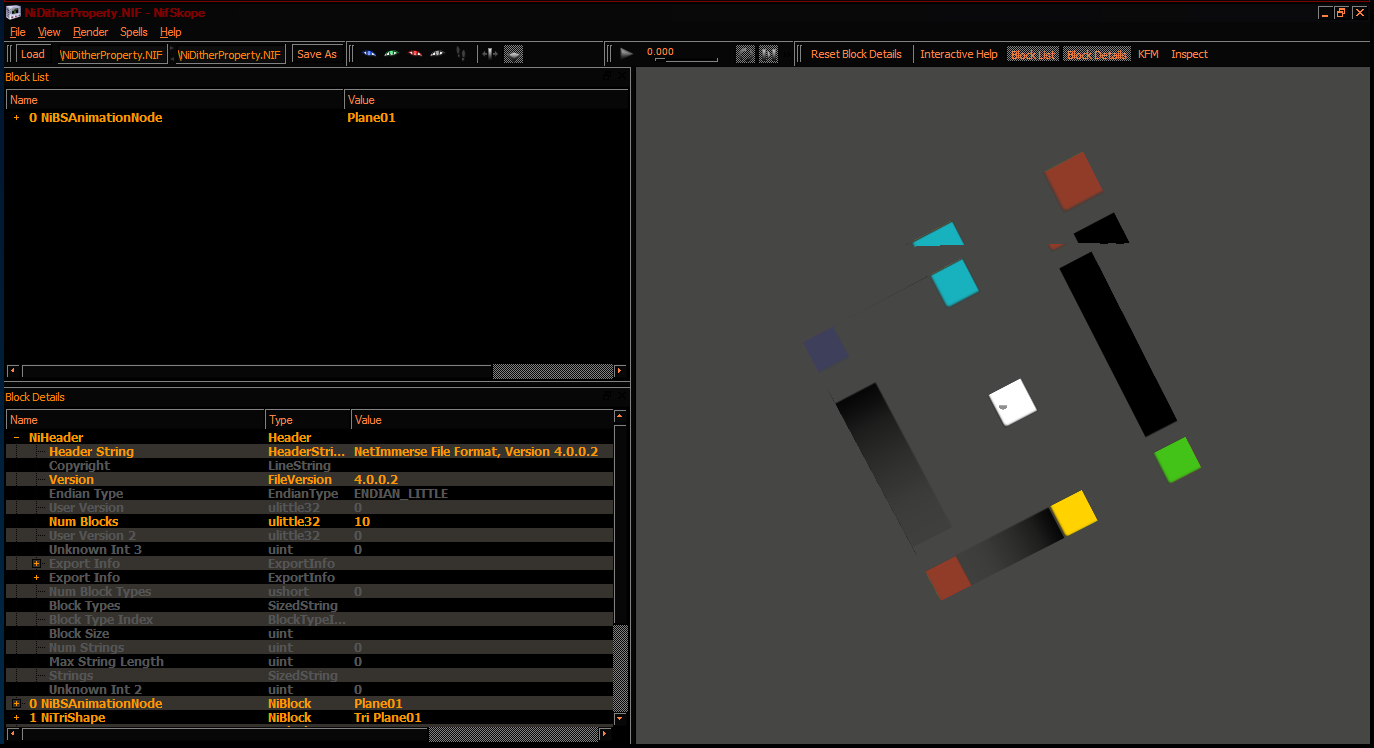 NiDitherProperty.NIF - NifSkope
File View Render Spells Help
Load \NiDitherProperty.NIF \NiDitherProperty.NIF Save As 0.000 Reset Block Details Interactive Help Block List Block Details KFM Inspect
Block List
Name Value
+ 0 NiBSAnimationNode Plane01
Block Details
Name Type Value
- NiHeader Header
Header String HeaderStri... NetImmerse File Format, Version 4.0.0.2
Copyright LineString
Version FileVersion 4.0.0.2
Endian Type EndianType ENDIAN_LITTLE
User Version ulittle32 0
Num Blocks ulittle32 10
User Version 2 ulittle32 0
Unknown Int 3 uint 0
+ Export Info ExportInfo
+ Export Info ExportInfo
Num Block Types ushort 0
Block Types SizedString
Block Type Index BlockTypeI...
Block Size uint
Num Strings uint 0
Max String Length uint 0
Strings SizedString
Unknown Int 2 uint 0
+ 0 NiBSAnimationNode NiBlock Plane01
+ 1 NiTriShape NiBlock Tri Plane01